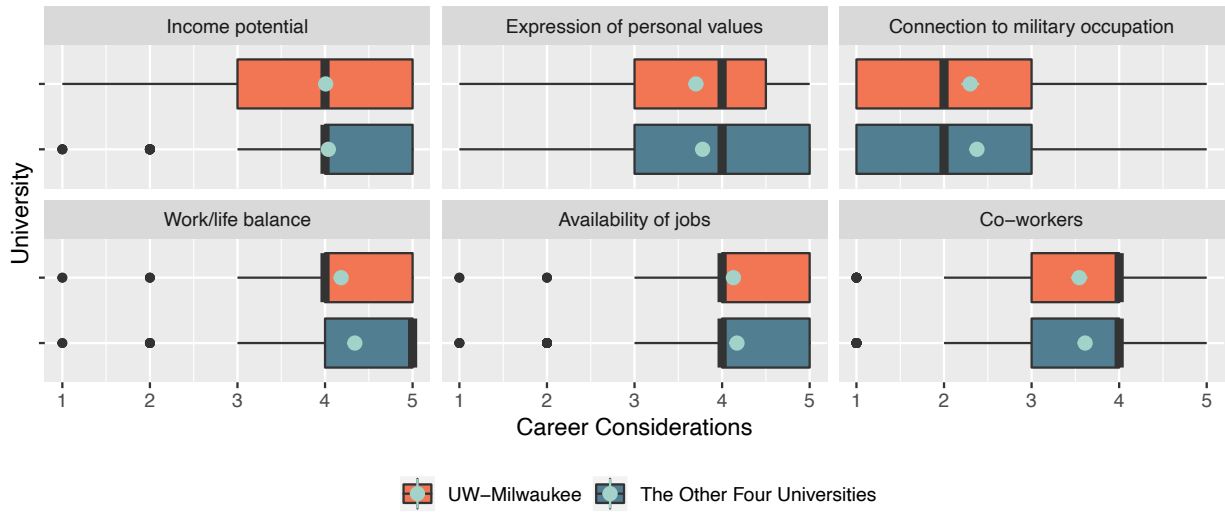 Income potential
Expression of personal values
Connection to military occupation
Work/life balance
Availability of jobs
Co−workers
University
1 2 3 4 5
1 2 3 4 5
1 2 3 4 5
Career Considerations
UW−Milwaukee
The Other Four Universities